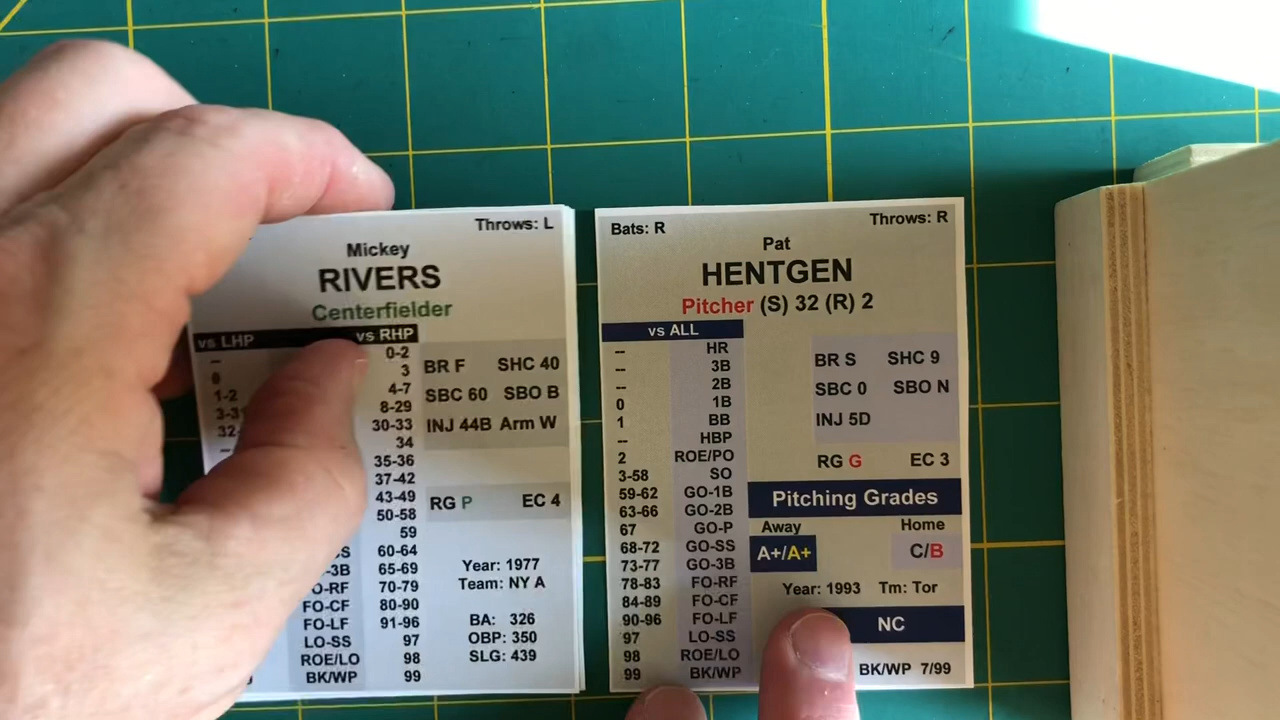 Throws: L
Mickey
RIVERS
Centerfielder
vs LHP vs RHP
-- 0-2
0 3
1-2 4-7
8-29
30-33
-- 34
35-36
37-42
43-49
50-58
59
60-64
-3B 65-69
O-RF 70-79
FO-CF 80-90
FO-LF 91-96
LO-SS 97
ROE/LO 98
BK/WP 99
BR F SHC 40
SBC 60 SBO B
INJ 44B Arm W
RG P EC 4
Year: 1977
Team: NY A
BA: 326
OBP: 350
SLG: 439
Bats: R Throws: R
Pat
HENTGEN
Pitcher (S) 32 (R) 2
vs ALL
-- HR
-- 3B
-- 2B
0 1B
1 BB
-- HBP
2 ROE/PO
3-58 SO
59-62 GO-1B
63-66 GO-2B
67 GO-P
68-72 GO-SS
73-77 GO-3B
78-83 FO-RF
84-89 FO-CF
90-96 FO-LF
97 LO-SS
98 ROE/LO
99 BK/WP
BR S SHC 9
SBC 0 SBO N
INJ 5D
RG G EC 3
Pitching Grades
Away Home
A+/A+ C/B
Year: 1993 Tm: Tor
NC
BK/WP 7/99